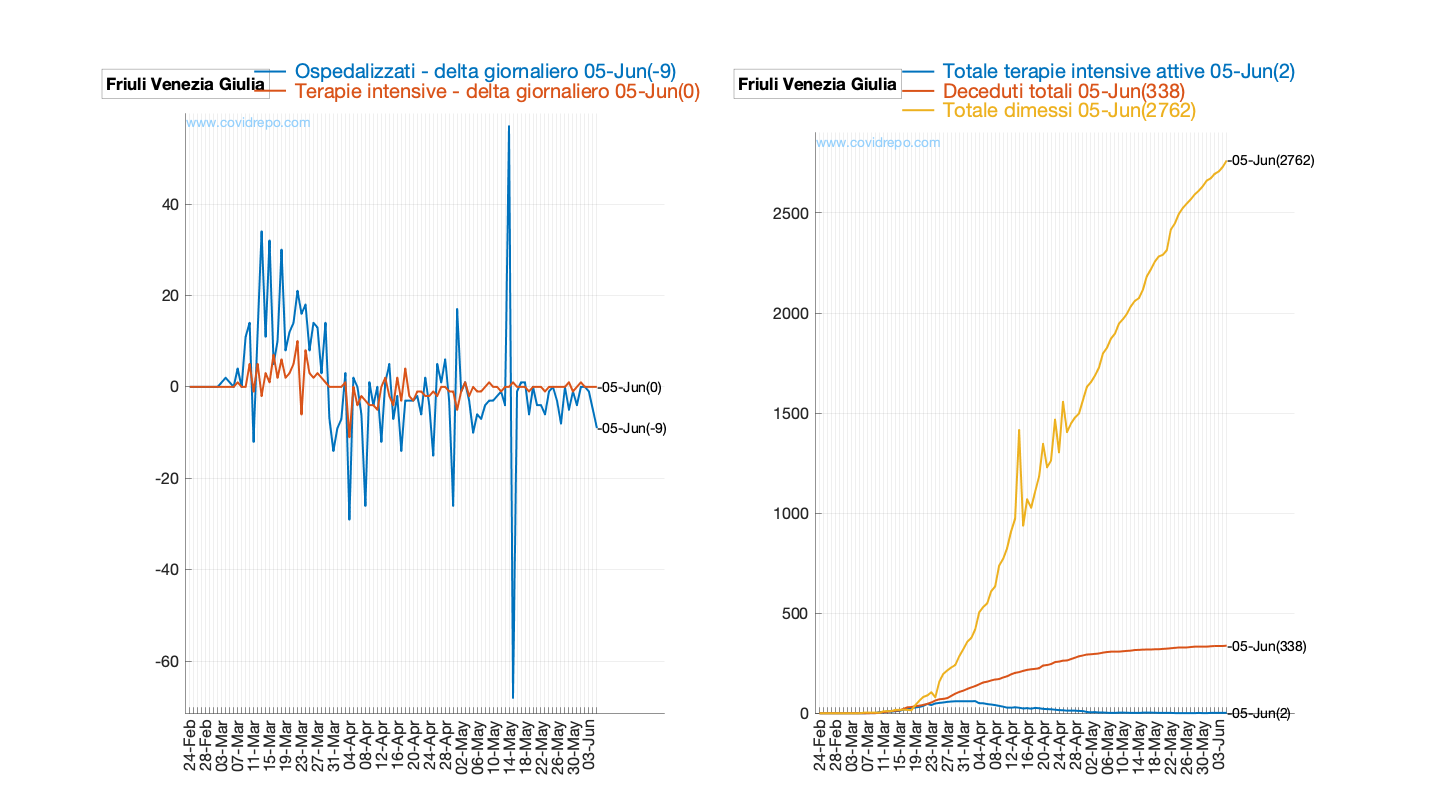 Friuli Venezia Giulia
Ospedalizzati - delta giornaliero 05-Jun(-9)
Terapie intensive - delta giornaliero 05-Jun(0)
www.covidrepo.com
40
20
0
-20
-40
-60
-05-Jun(0)
-05-Jun(-9)
24-Feb
28-Feb
03-Mar
07-Mar
11-Mar
15-Mar
19-Mar
23-Mar
27-Mar
31-Mar
04-Apr
08-Apr
12-Apr
16-Apr
20-Apr
24-Apr
28-Apr
02-May
06-May
10-May
14-May
18-May
22-May
26-May
30-May
03-Jun
Friuli Venezia Giulia
Totale terapie intensive attive 05-Jun(2)
Deceduti totali 05-Jun(338)
Totale dimessi 05-Jun(2762)
www.covidrepo.com
2500
2000
1500
1000
500
0
-05-Jun(2762)
-05-Jun(338)
-05-Jun(2)
24-Feb
28-Feb
03-Mar
07-Mar
11-Mar
15-Mar
19-Mar
23-Mar
27-Mar
31-Mar
04-Apr
08-Apr
12-Apr
16-Apr
20-Apr
24-Apr
28-Apr
02-May
06-May
10-May
14-May
18-May
22-May
26-May
30-May
03-Jun